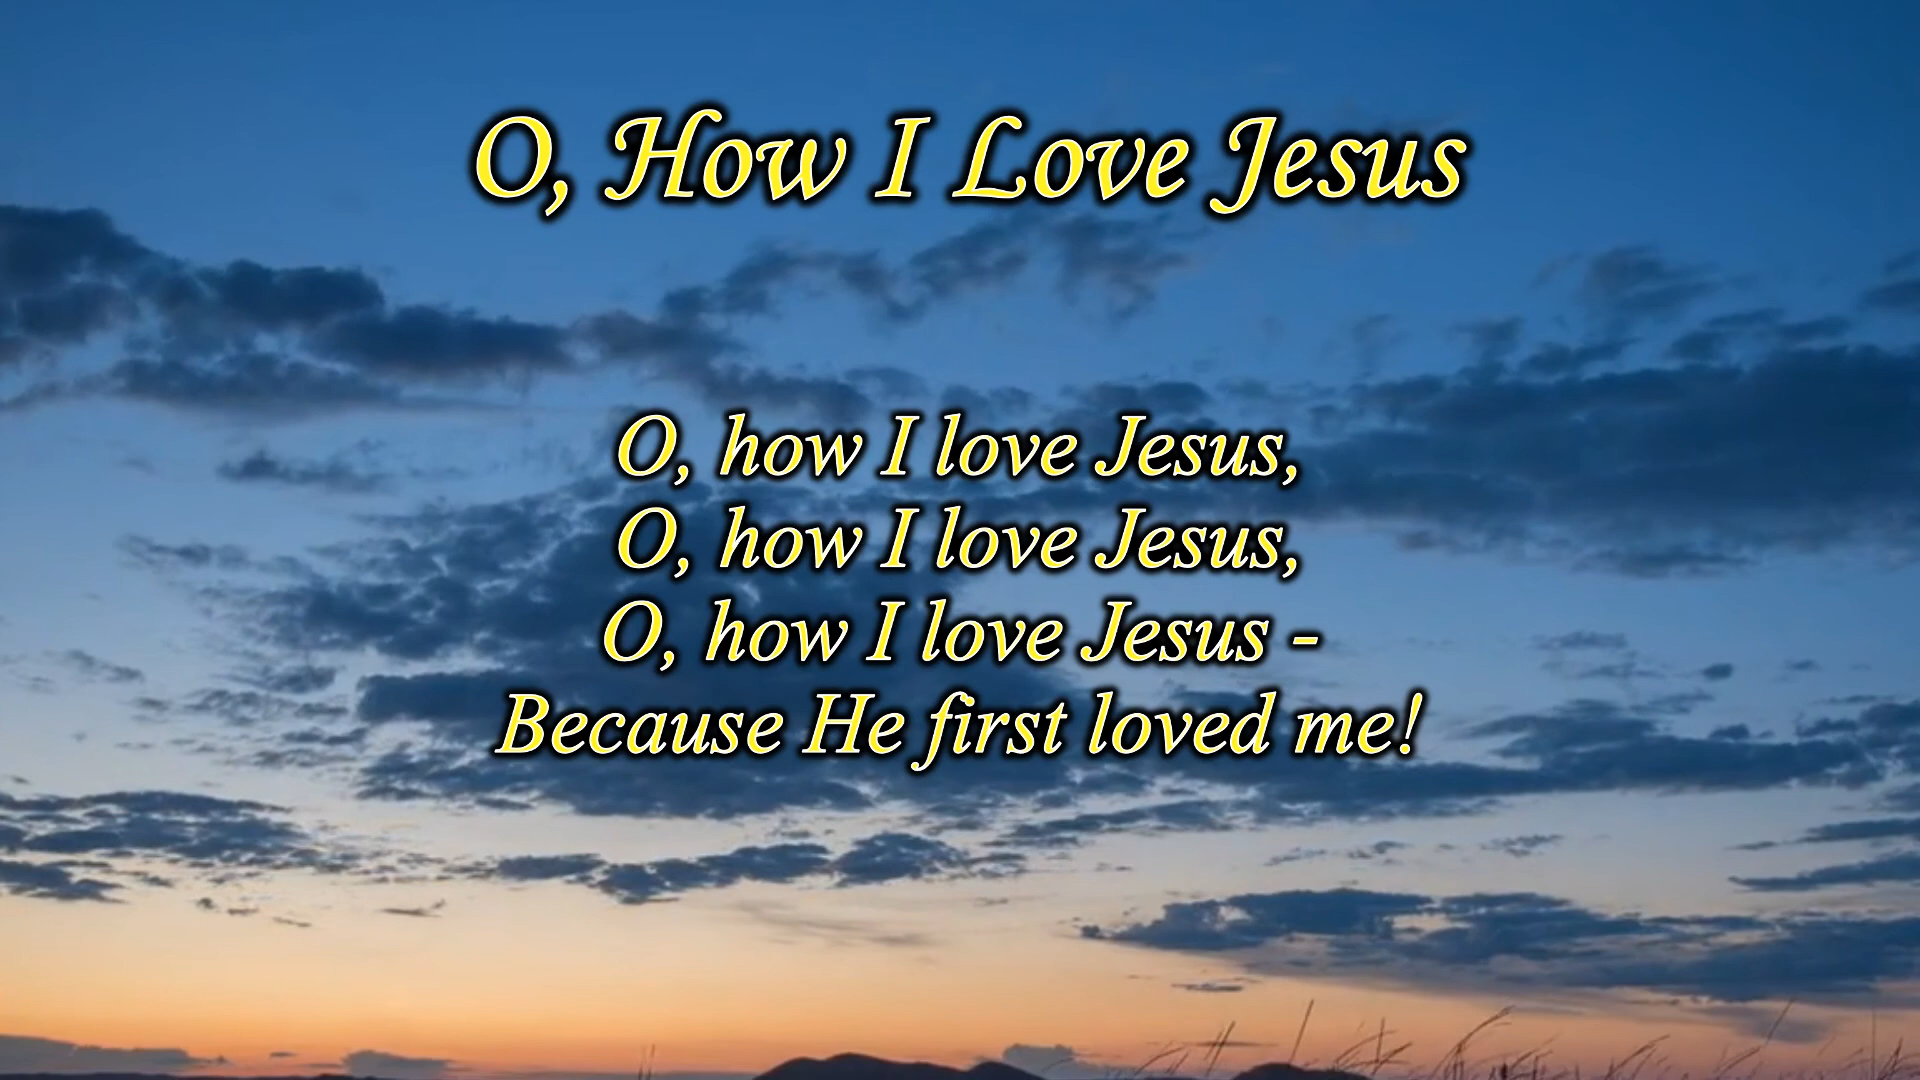 O, How I Love Jesus
O, how I love Jesus,
O, how I love Jesus,
O, how I love Jesus -
Because He first loved me!